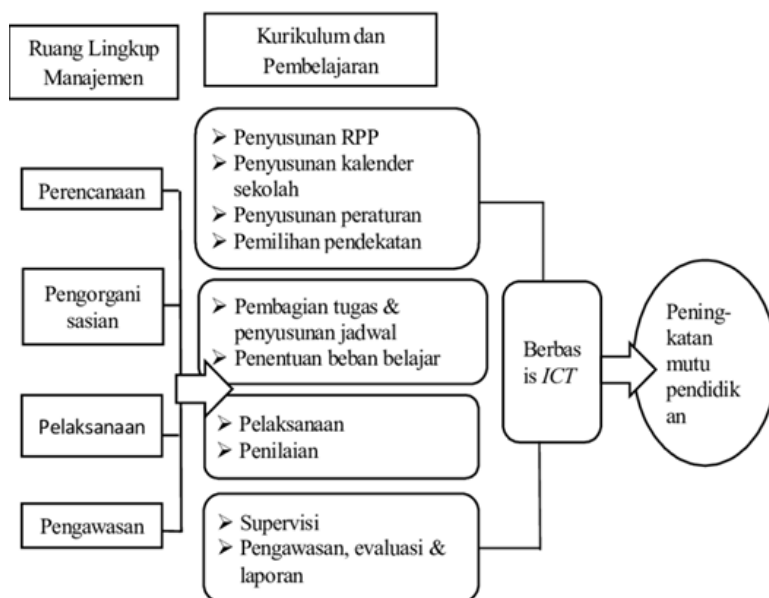 Ruang Lingkup
Manajemen
Kurikulum dan
Pembelajaran
Perencanaan
Pengorgani
sasian
Pelaksanaan
Pengawasan
➢ Penyusunan RPP
➢ Penyusunan kalender
sekolah
➢ Penyusunan peraturan
➢ Pemilihan pendekatan
➢ Pembagian tugas &
penyusunan jadwal
➢ Penentuan beban belajar
➢ Pelaksanaan
➢ Penilaian
➢ Supervisi
➢ Pengawasan, evaluasi &
laporan
Berbas
is ICT
Pening-
katan
mutu
pendidik
an